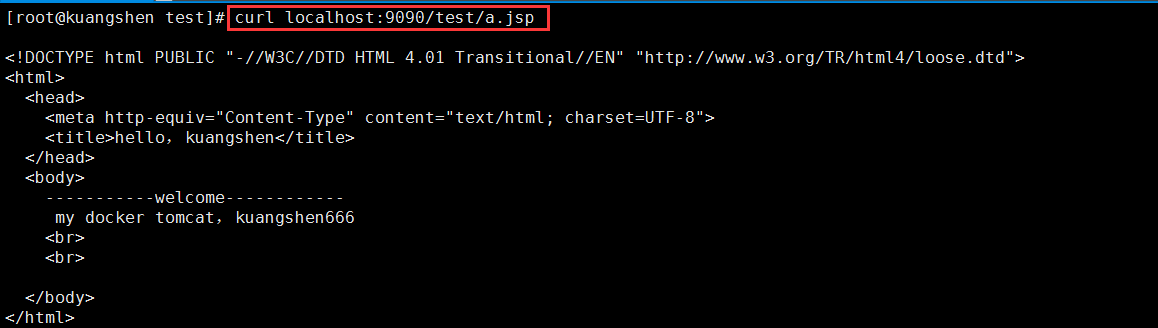 [root@kuangshen test]# curl localhost:9090/test/a.jsp
<!DOCTYPE html PUBLIC "-//W3C//DTD HTML 4.01 Transitional//EN" "http://www.w3.org/TR/html4/loose.dtd">
<html>
  <head>
    <meta http-equiv="Content-Type" content="text/html; charset=UTF-8">
    <title>hello，kuangshen</title>
  </head>
  <body>
    -----------welcome------------
     my docker tomcat，kuangshen666
    <br>
    <br>
  </body>
</html>